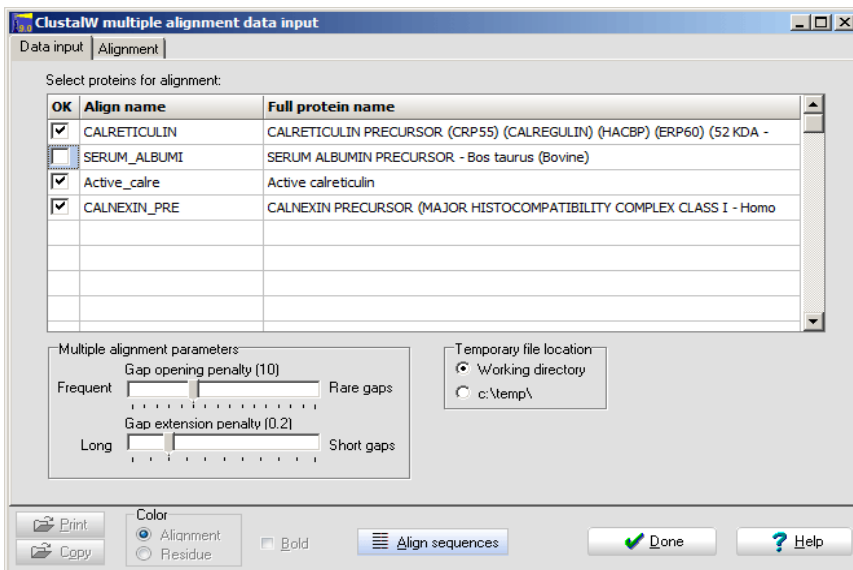 9.0 ClustalW multiple alignment data input
Data input Alignment
Select proteins for alignment:
OK Align name Full protein name
CALRETICULIN CALRETICULIN PRECURSOR (CRP55) (CALREGULIN) (HACBP) (ERP60) (52 KDA -
SERUM_ALBUMI SERUM ALBUMIN PRECURSOR - Bos taurus (Bovine)
Active_calre Active calreticulin
CALNEXIN_PRE CALNEXIN PRECURSOR (MAJOR HISTOCOMPATIBILITY COMPLEX CLASS I - Homo
Multiple alignment parameters
Gap opening penalty (10)
Frequent Rare gaps
Gap extension penalty (0.2)
Long Short gaps
Temporary file location
Working directory
c:\temp\
Print
Copy
Color
Alignment
Residue
Bold
Align sequences
Done
Help